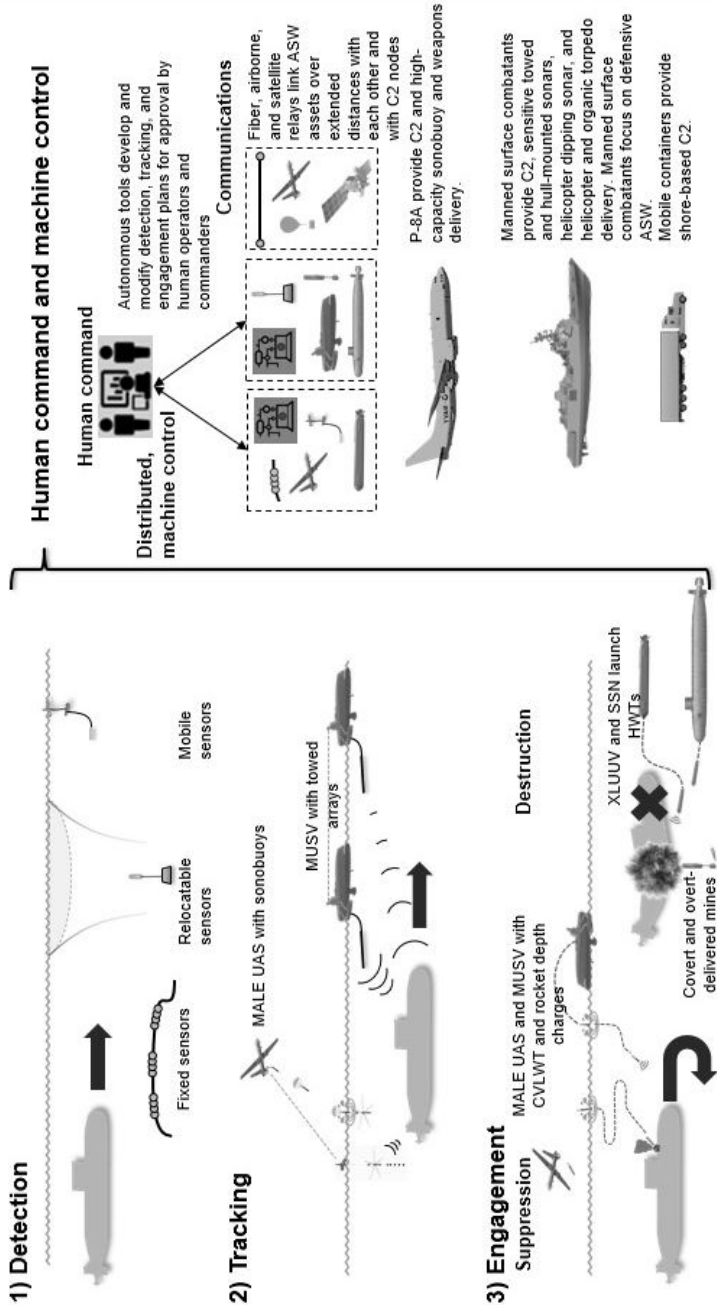 1) Detection
Fixed sensors
Relocatable
sensors
Mobile
sensors
2) Tracking
MALE UAS with sonobuoys
MUSV with towed
arrays
3) Engagement
Suppression
MALE UAS and MUSV with
CVLWT and rocket depth
charges
Destruction
XLUUV and SSN launch
HWTs
Covert and overt-
delivered mines
Human command and machine control
Human command
Distributed,
machine control
Autonomous tools develop and
modify detection, tracking, and
engagement plans for approval by
human operators and
commanders
Communications
Fiber, airborne,
and satellite
relays link ASW
assets over
extended
distances with
each other and
with C2 nodes
P-8A provide C2 and high-
capacity sonobuoy and weapons
delivery.
Manned surface combatants
provide C2, sensitive towed
and hull-mounted sonars,
helicopter dipping sonar, and
helicopter and organic torpedo
delivery. Manned surface
combatants focus on defensive
ASW.
Mobile containers provide
shore-based C2.